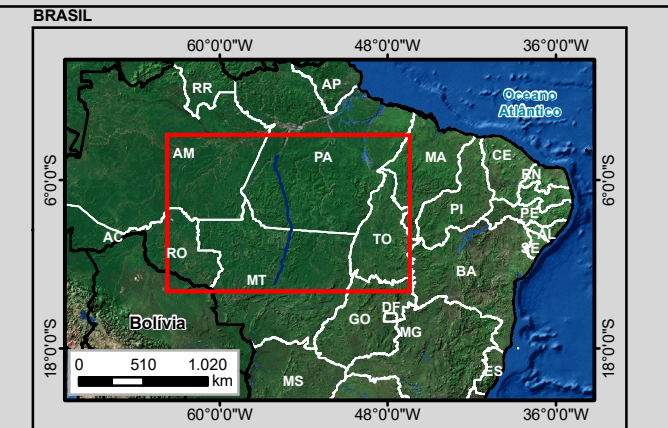 BRASIL
60°0'0"W 48°0'0"W 36°0'0"W
RR
AP
Oceano
Atlântico
AM
PA
MA
CE
RN
6°0'0"S
6°0'0"S
PI
PE
AL
SE
AC
RO
TO
BA
MT
Bolívia
GO
DF
MG
18°0'0"S
18°0'0"S
0 510 1.020
km
MS
ES
60°0'0"W 48°0'0"W 36°0'0"W